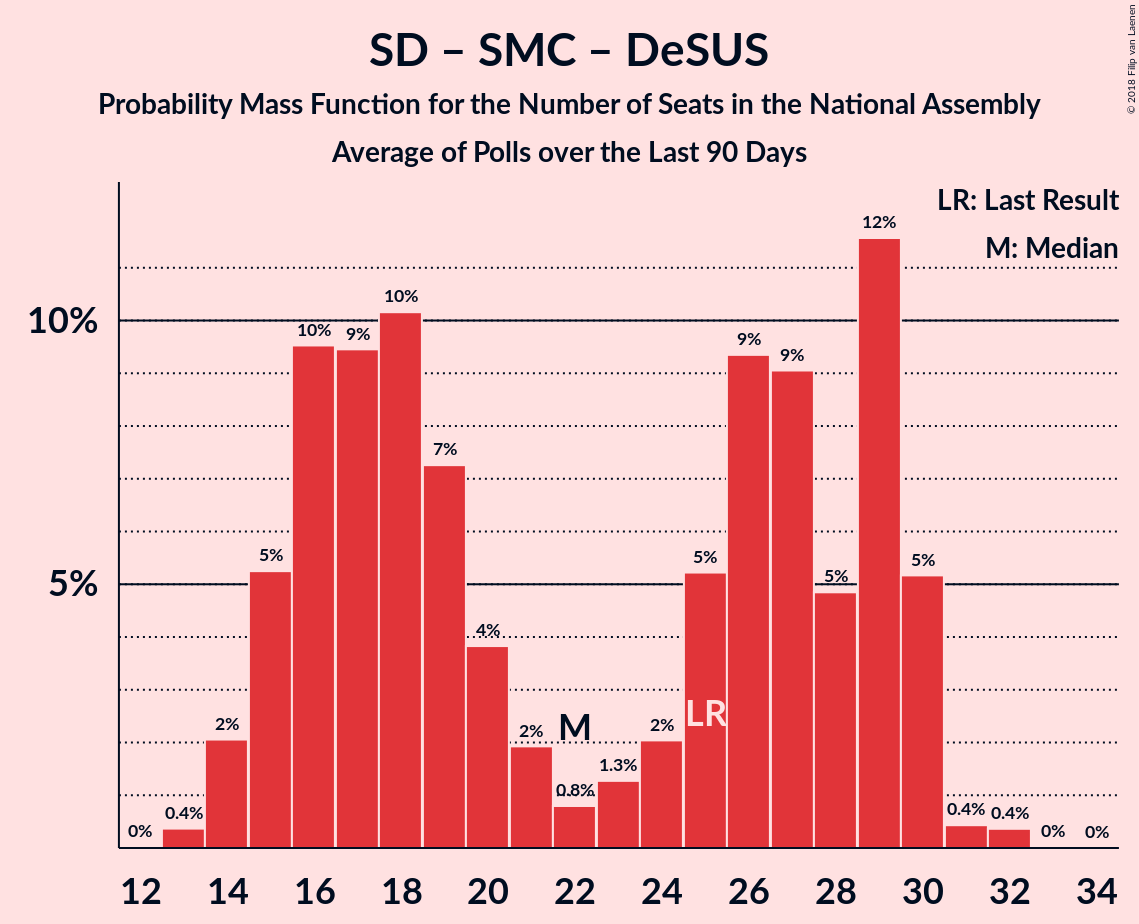 SD – SMC – DeSUS
Probability Mass Function for the Number of Seats in the National Assembly
Average of Polls over the Last 90 Days
© 2018 Filip van Laenen
LR: Last Result
M: Median
10%
5%
0%
0.4%
2%
5%
10%
9%
10%
7%
4%
2%
M
0.8%
1.3%
2%
5%
LR
9%
9%
5%
12%
5%
0.4%
0.4%
0%
0%
12 14 16 18 20 22 24 26 28 30 32 34